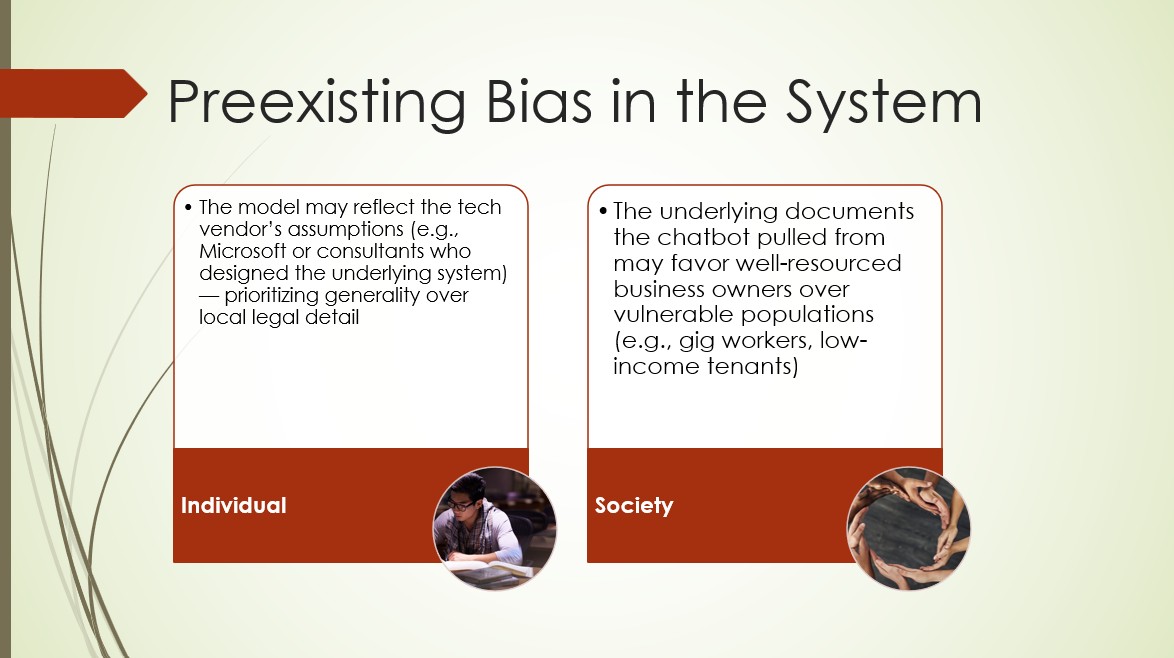 Preexisting Bias in the System
• The model may reflect the tech
vendor’s assumptions (e.g.,
Microsoft or consultants who
designed the underlying system)
— prioritizing generality over
local legal detail
Individual
• The underlying documents
the chatbot pulled from
may favor well-resourced
business owners over
vulnerable populations
(e.g., gig workers, low-
income tenants)
Society